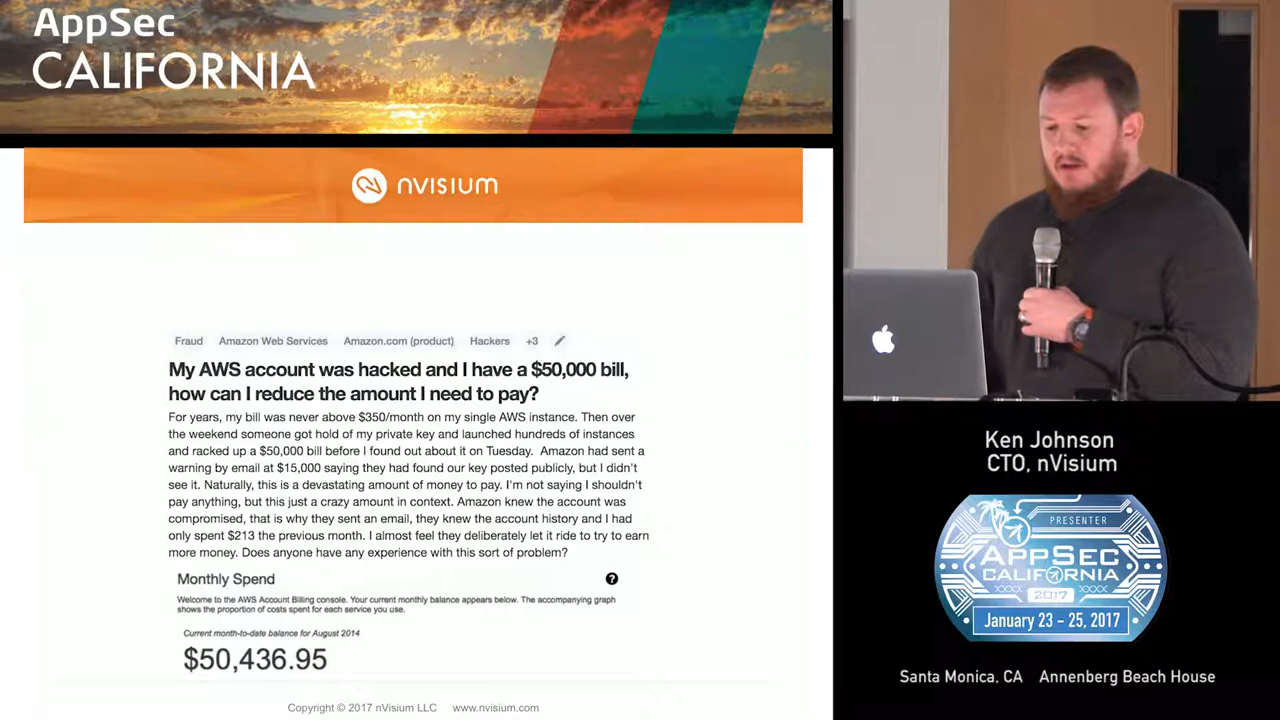 AppSec
CALIFORNIA
nvisium
Fraud Amazon Web Services Amazon.com (product) Hackers +3
My AWS account was hacked and I have a $50,000 bill,
how can I reduce the amount I need to pay?
For years, my bill was never above $350/month on my single AWS instance. Then over
the weekend someone got hold of my private key and launched hundreds of instances
and racked up a $50,000 bill before I found out about it on Tuesday. Amazon had sent a
warning by email at $15,000 saying they had found our key posted publicly, but I didn't
see it. Naturally, this is a devastating amount of money to pay. I'm not saying I shouldn't
pay anything, but this just a crazy amount in context. Amazon knew the account was
compromised, that is why they sent an email, they knew the account history and I had
only spent $213 the previous month. I almost feel they deliberately let it ride to try to earn
more money. Does anyone have any experience with this sort of problem?
Monthly Spend ?
Welcome to the AWS Account Billing console. Your current monthly balance appears below. The accompanying graph
shows the proportion of costs spent for each service you use.
Current month-to-date balance for August 2014
$50,436.95
Copyright © 2017 nVisium LLC www.nvisium.com
Ken Johnson
CTO, nVisium
PRESENTER
APPSEC
CALIFORNIA
XXXX 2017 XXXX
January 23 - 25, 2017
Santa Monica, CA Annenberg Beach House